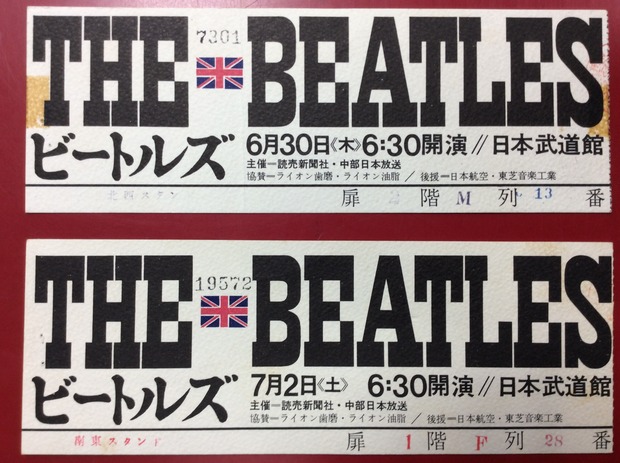 7201
THE BEATLES
ビートルズ
6月30日《木》6:30開演//日本武道館
主催=読売新聞社・中部日本放送
協賛=ライオン歯磨・ライオン油脂/後援=日本航空・東芝音楽工業
扉 2 階 M 列 13 番
19572
THE BEATLES
ビートルズ
7月2日《土》 6:30開演//日本武道館
主催=読売新聞社・中部日本放送
協賛=ライオン歯磨・ライオン油脂/後援=日本航空・東芝音楽工業
南東スタンド 扉 1 階 F 列 28 番